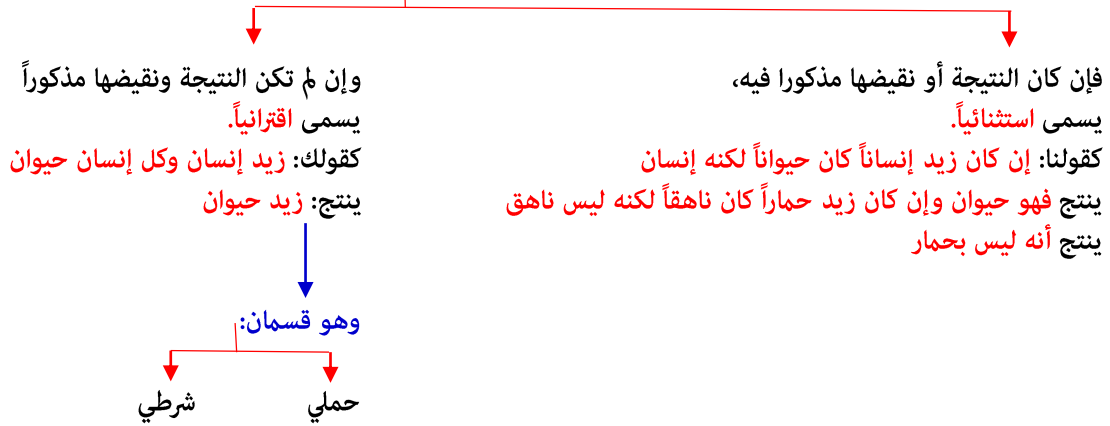 فإن كان النتيجة أو نقيضها مذكورا فيه،
يسمى استثنائياً.
كقولنا: إن كان زيد إنساناً كان حيواناً لكنه إنسان
ينتج فهو حيوان وإن كان زيد حماراً كان ناهقاً لكنه ليس ناهق
ينتج أنه ليس بحمار
وإن لم تكن النتيجة ونقيضها مذكوراً
يسمى اقترانياً.
كقولك: زيد إنسان وكل إنسان حيوان
ينتج: زيد حيوان
وهو قسمان:
حملي
شرطي